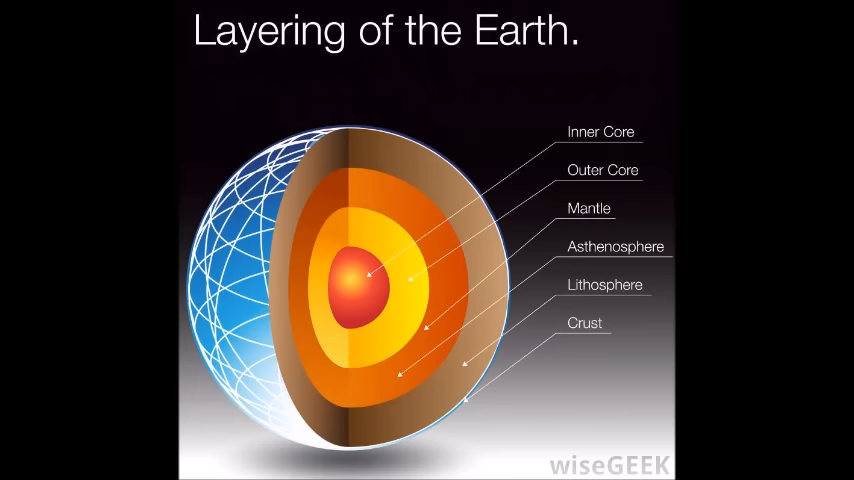 Layering of the Earth.
Inner Core
Outer Core
Mantle
Asthenosphere
Lithosphere
Crust
wiseGEEK